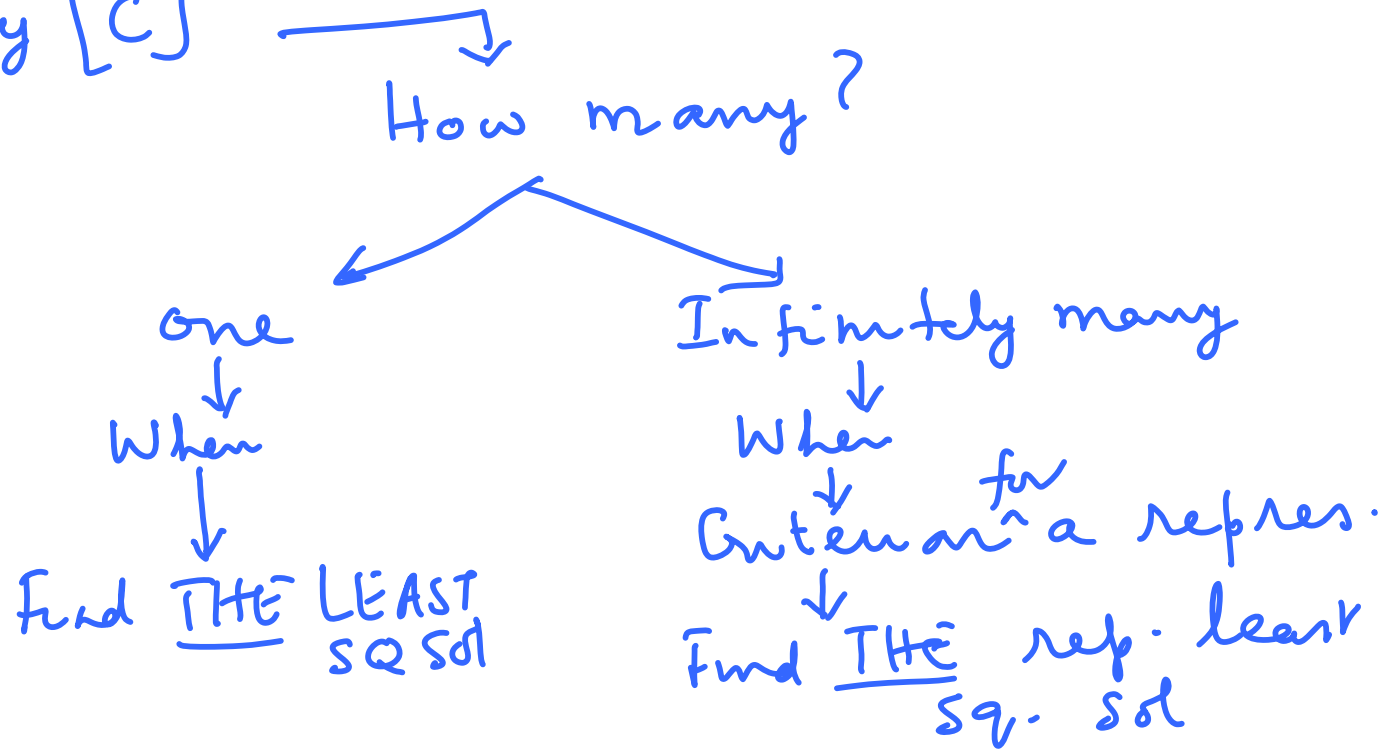 y [C]
How many?
One
Infinitely many
When
When
Criterion for a repres.
Find THE LEAST
SQ Sol
Find THE rep. least
sq. sol